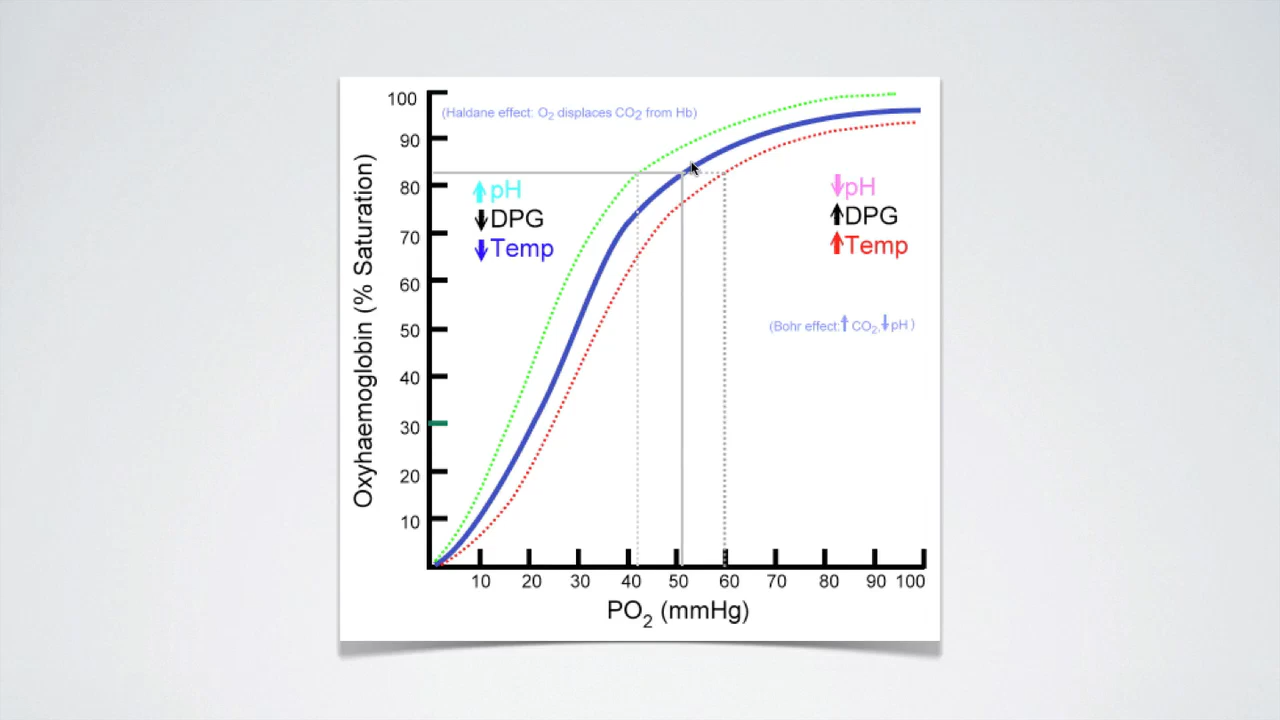 Oxyhaemoglobin (% Saturation)
100
90
80
70
60
50
40
30
20
10
(Haldane effect: O2 displaces CO2 from Hb)
↑pH
↓DPG
↓Temp
↓pH
↑DPG
↑Temp
(Bohr effect:↑ CO2,↓pH )
10 20 30 40 50 60 70 80 90 100
PO2 (mmHg)